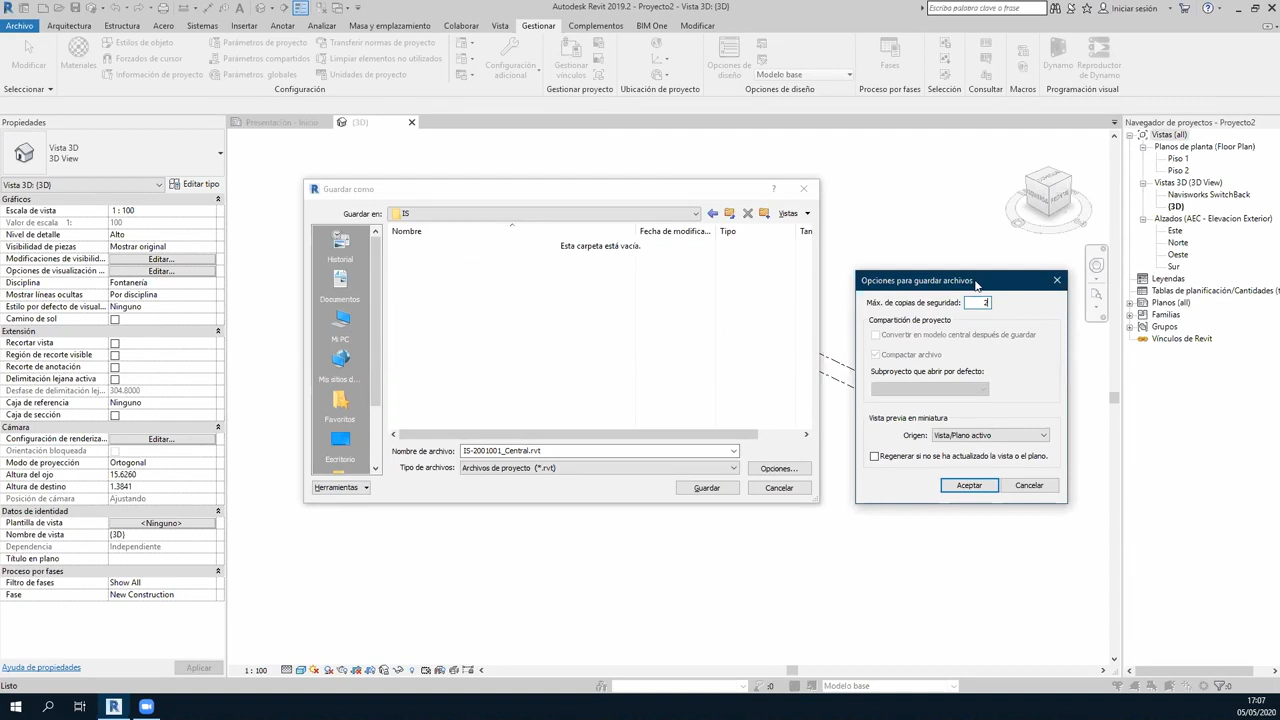 Autodesk Revit 2019.2 - Proyecto2 - Vista 3D: {3D}
Escriba palabra clave o frase
Iniciar sesión
Archivo Arquitectura Estructura Acero Sistemas Insertar Anotar Analizar Masa y emplazamiento Colaborar Vista Gestionar Complementos BIM One Modificar
Modificar
Materiales
Estilos de objeto
Forzados de cursor
Información de proyecto
Parámetros de proyecto
Parámetros compartidos
Parámetros globales
Transferir normas de proyecto
Limpiar elementos no utilizados
Unidades de proyecto
Configuración
adicional
Gestionar
vínculos
Opciones
de diseño
Modelo base
Fases
Dynamo
Reproductor
de Dynamo
Seleccionar
Configuración
Gestionar proyecto
Ubicación de proyecto
Opciones de diseño
Proceso por fases
Selección
Consultar
Macros
Programación visual
Propiedades
Vista 3D
3D View
Vista 3D: {3D}
Editar tipo
Gráficos
Escala de vista 1 : 100
Valor de escala 1: 100
Nivel de detalle Alto
Visibilidad de piezas Mostrar original
Modificaciones de visibilid... Editar...
Opciones de visualización ... Editar...
Disciplina Fontanería
Mostrar líneas ocultas Por disciplina
Estilo por defecto de visual... Ninguno
Camino de sol
Extensión
Recortar vista
Región de recorte visible
Recorte de anotación
Delimitación lejana activa
Desfase de delimitación lej... 304.8000
Caja de referencia Ninguno
Caja de sección
Cámara
Configuración de renderiza... Editar...
Orientación bloqueada
Modo de proyección Ortogonal
Altura del ojo 15.6260
Altura de destino 1.3841
Posición de cámara Ajustando
Datos de identidad
Plantilla de vista <Ninguno>
Nombre de vista {3D}
Dependencia Independiente
Título en plano
Proceso por fases
Filtro de fases Show All
Fase New Construction
Ayuda de propiedades
Aplicar
Presentación - Inicio
{3D}
Guardar como
?
Guardar en: IS
Vistas
Nombre Fecha de modifica... Tipo Tan
Esta carpeta está vacía.
Historial
Documentos
Mi PC
Mis sitios d...
Favoritos
Escritorio
Nombre de archivo: IS-2001001_Central.rvt
Tipo de archivos: Archivos de proyecto (*.rvt)
Opciones...
Herramientas
Guardar
Cancelar
Opciones para guardar archivos
Máx. de copias de seguridad: 2
Compartición de proyecto
Convertir en modelo central después de guardar
Compactar archivo
Subproyecto que abrir por defecto:
Vista previa en miniatura
Origen: Vista/Plano activo
Regenerar si no se ha actualizado la vista o el plano.
Aceptar
Cancelar
Navegador de proyectos - Proyecto2
Vistas (all)
Planos de planta (Floor Plan)
Piso 1
Piso 2
Vistas 3D (3D View)
Navisworks SwitchBack
{3D}
Alzados (AEC - Elevacion Exterior)
Este
Norte
Oeste
Sur
Leyendas
Tablas de planificación/Cantidades (t
Planos (all)
Familias
Grupos
Vínculos de Revit
1 : 100
Listo
:0
Modelo base
:0
17:07
05/05/2020